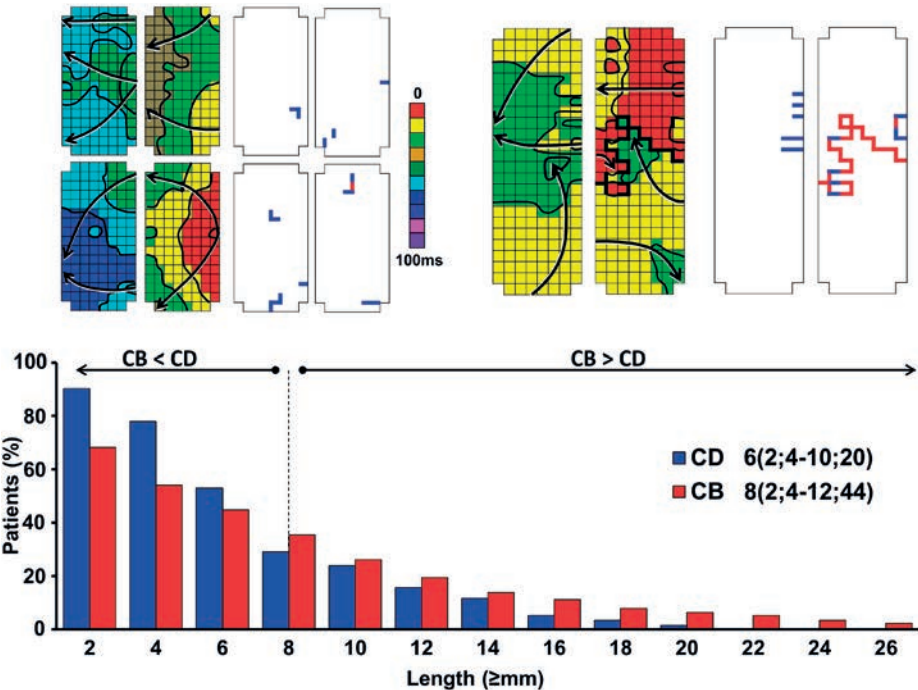 0
100ms
CB < CD
CB > CD
100
80
60
40
20
0
Patients (%)
CD 6(2;4-10;20)
CB 8(2;4-12;44)
2 4 6 8 10 12 14 16 18 20 22 24 26
Length (≥mm)